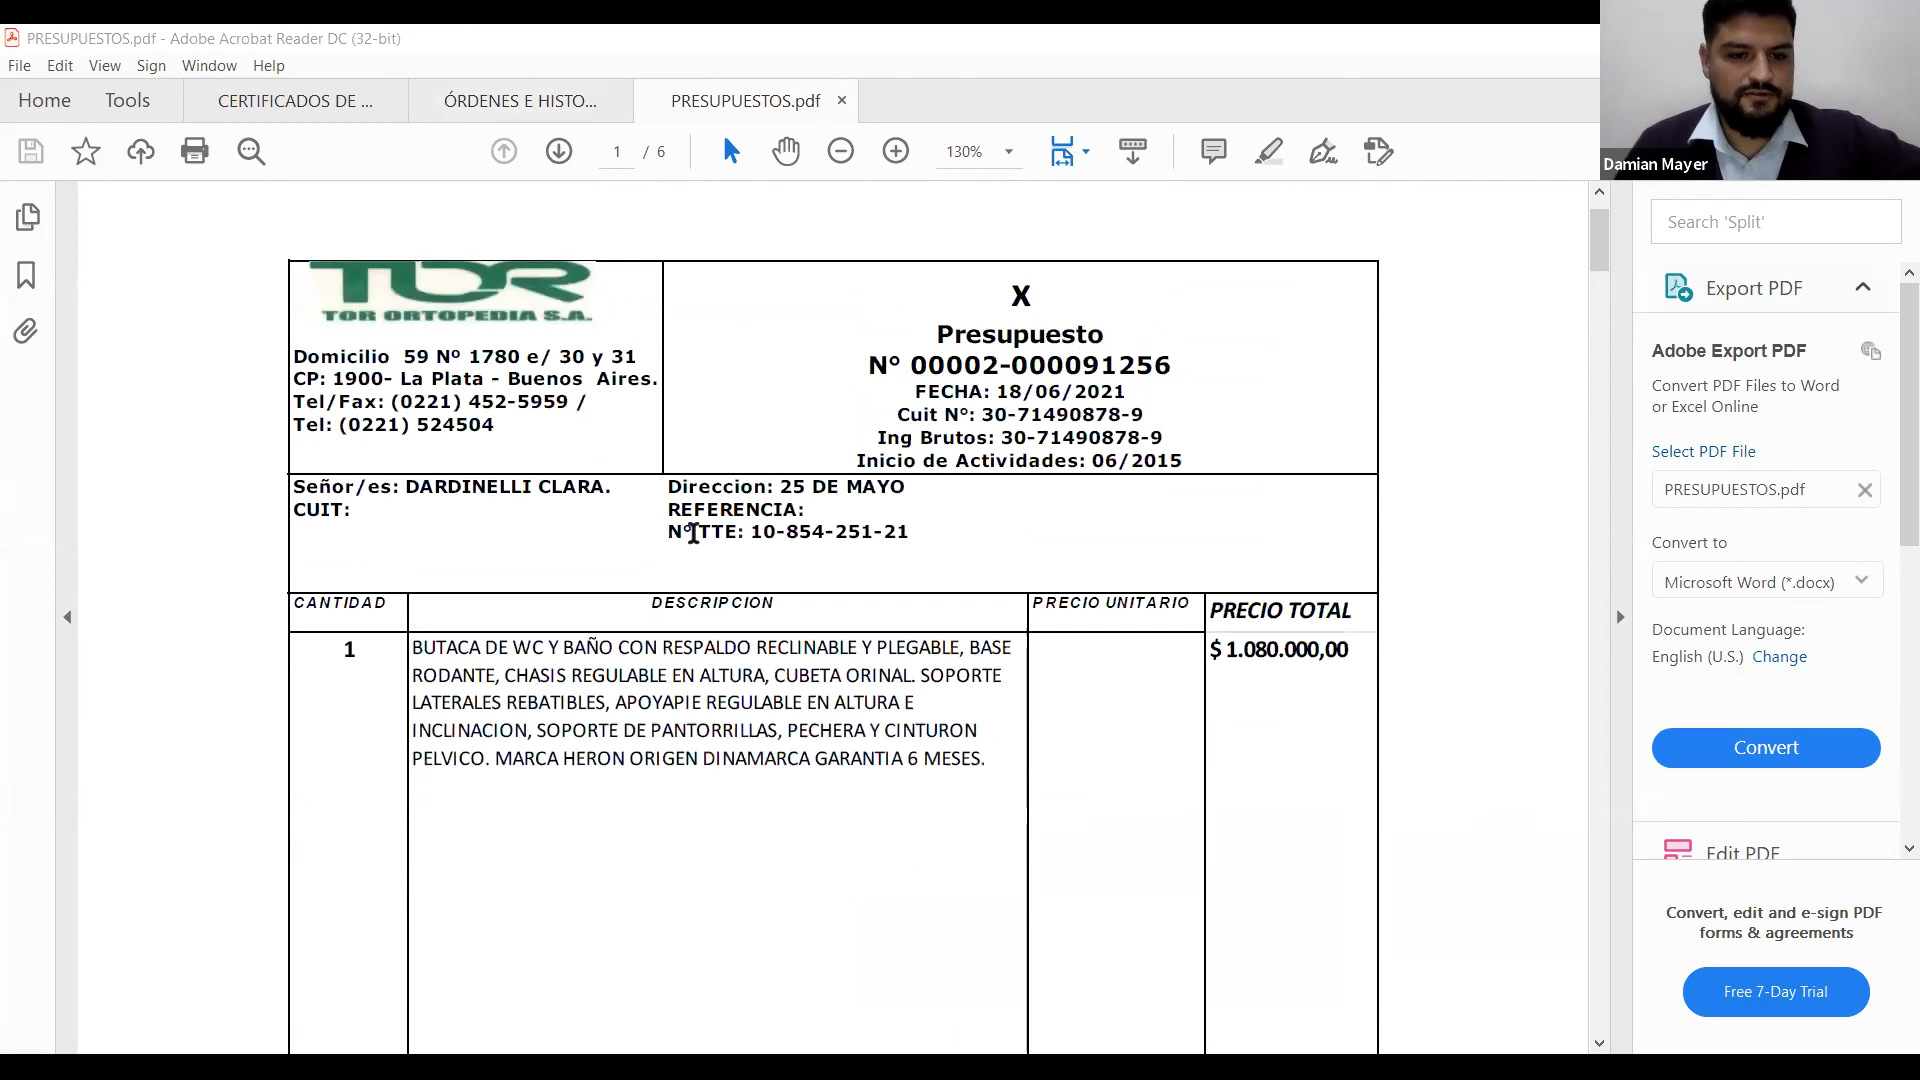 PRESUPUESTOS.pdf - Adobe Acrobat Reader DC (32-bit)
File Edit View Sign Window Help
Home Tools CERTIFICADOS DE ... ÓRDENES E HISTO... PRESUPUESTOS.pdf ×
1 / 6 130%
Damian Mayer
TOR
TOR ORTOPEDIA S.A.
Domicilio 59 Nº 1780 e/ 30 y 31
CP: 1900- La Plata - Buenos Aires.
Tel/Fax: (0221) 452-5959 /
Tel: (0221) 524504
X
Presupuesto
N° 00002-000091256
FECHA: 18/06/2021
Cuit N°: 30-71490878-9
Ing Brutos: 30-71490878-9
Inicio de Actividades: 06/2015
Señor/es: DARDINELLI CLARA.
CUIT:
Direccion: 25 DE MAYO
REFERENCIA:
N° TTE: 10-854-251-21
CANTIDAD DESCRIPCION PRECIO UNITARIO PRECIO TOTAL
1 BUTACA DE WC Y BAÑO CON RESPALDO RECLINABLE Y PLEGABLE, BASE $ 1.080.000,00
RODANTE, CHASIS REGULABLE EN ALTURA, CUBETA ORINAL. SOPORTE
LATERALES REBATIBLES, APOYAPIE REGULABLE EN ALTURA E
INCLINACION, SOPORTE DE PANTORRILLAS, PECHERA Y CINTURON
PELVICO. MARCA HERON ORIGEN DINAMARCA GARANTIA 6 MESES.
Search 'Split'
Export PDF
Adobe Export PDF
Convert PDF Files to Word
or Excel Online
Select PDF File
PRESUPUESTOS.pdf
Convert to
Microsoft Word (*.docx)
Document Language:
English (U.S.) Change
Convert
Edit PDF
Convert, edit and e-sign PDF
forms & agreements
Free 7-Day Trial